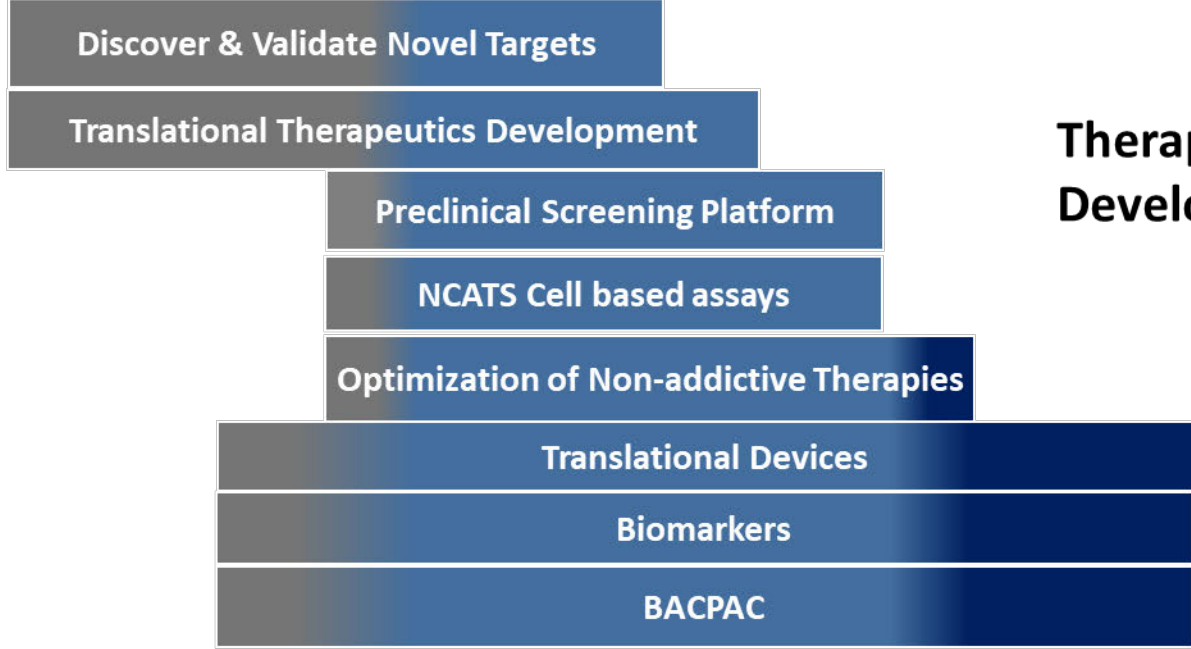 Discover & Validate Novel Targets
Translational Therapeutics Development
Preclinical Screening Platform
NCATS Cell based assays
Optimization of Non-addictive Therapies
Translational Devices
Biomarkers
BACPAC